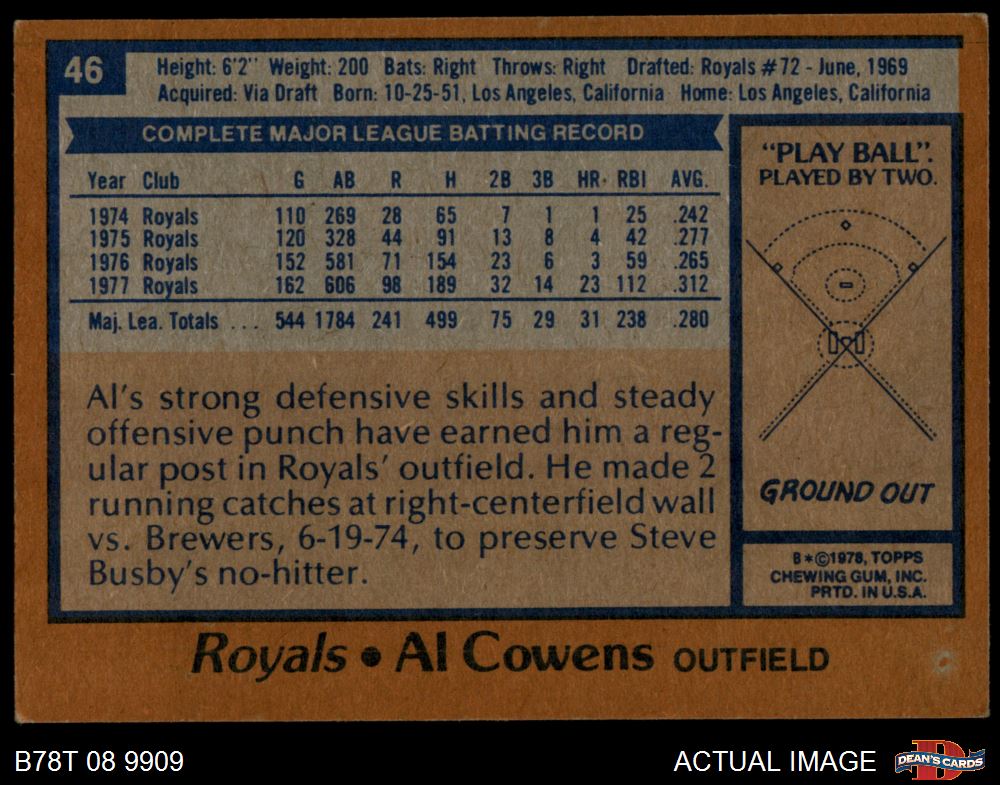 46
Height: 6'2" Weight: 200 Bats: Right Throws: Right Drafted: Royals #72 - June, 1969
Acquired: Via Draft Born: 10-25-51, Los Angeles, California Home: Los Angeles, California
COMPLETE MAJOR LEAGUE BATTING RECORD
Year Club G AB R H 2B 3B HR RBI AVG.
1974 Royals 110 269 28 65 7 1 1 25 .242
1975 Royals 120 328 44 91 13 8 4 42 .277
1976 Royals 152 581 71 154 23 6 3 59 .265
1977 Royals 162 606 98 189 32 14 23 112 .312
Maj. Lea. Totals ... 544 1784 241 499 75 29 31 238 .280
Al's strong defensive skills and steady
offensive punch have earned him a reg-
ular post in Royals' outfield. He made 2
running catches at right-centerfield wall
vs. Brewers, 6-19-74, to preserve Steve
Busby's no-hitter.
"PLAY BALL".
PLAYED BY TWO.
GROUND OUT
B*©1978, TOPPS
CHEWING GUM, INC.
PRTD. IN U.S.A.
Royals • Al Cowens OUTFIELD
B78T 08 9909
ACTUAL IMAGE
D
DEAN'S CARDS